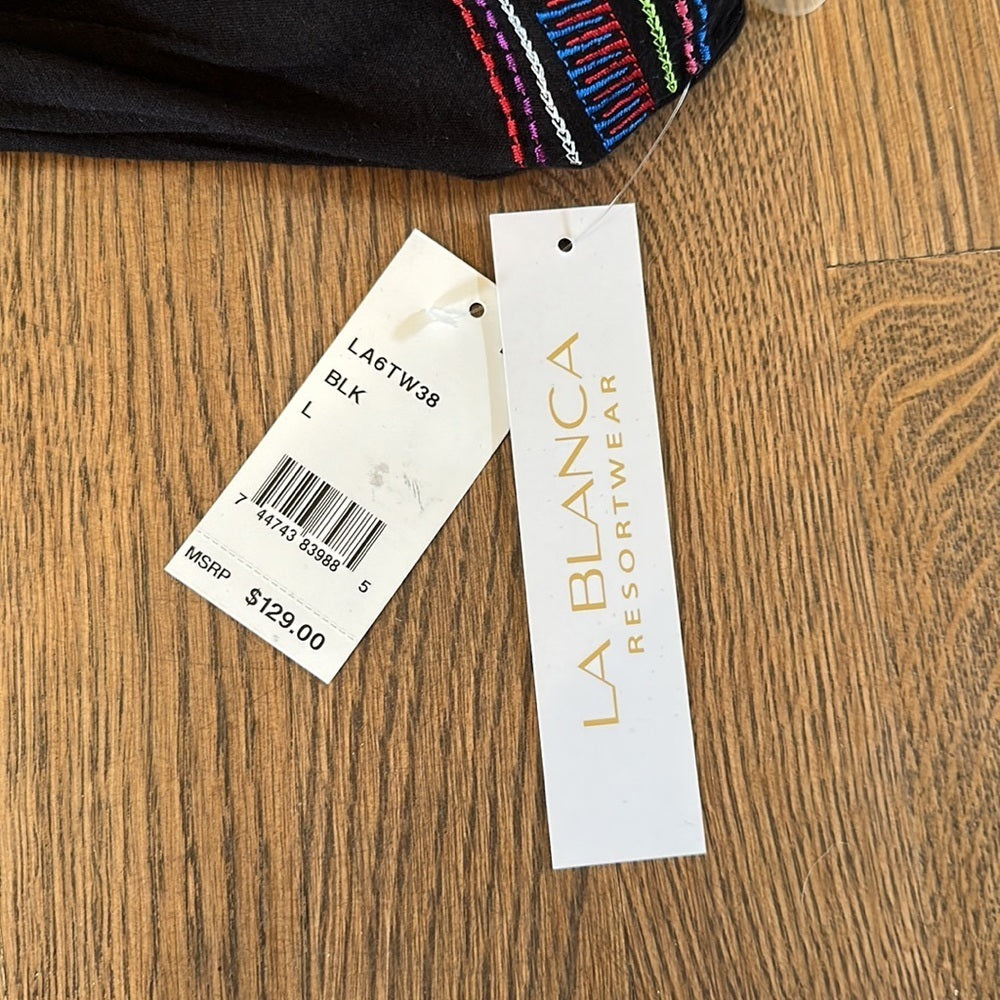 LA6TW38
BLK
L
7 44743 83988 5
MSRP $129.00
LA BLANCA
RESORTWEAR